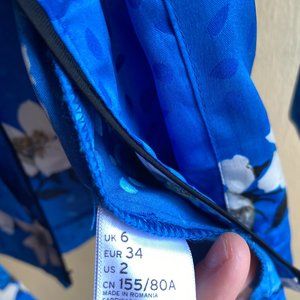 UK 6
EUR 34
US 2
CN 155/80A
MADE IN ROMANIA